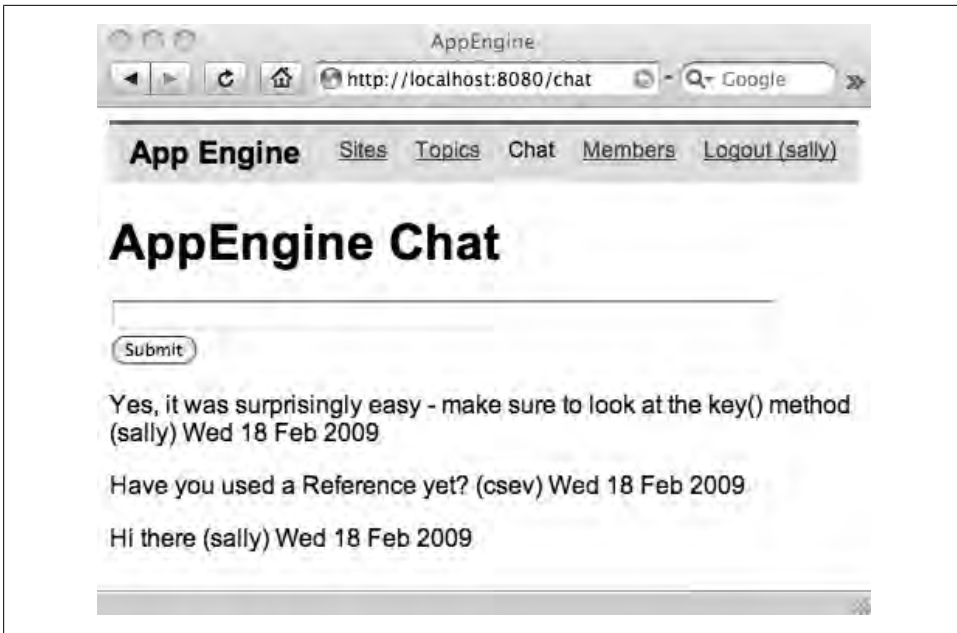 AppEngine
http://localhost:8080/chat
Google
App Engine Sites Topics Chat Members Logout (sally)
AppEngine Chat
Submit
Yes, it was surprisingly easy - make sure to look at the key() method
(sally) Wed 18 Feb 2009
Have you used a Reference yet? (csev) Wed 18 Feb 2009
Hi there (sally) Wed 18 Feb 2009